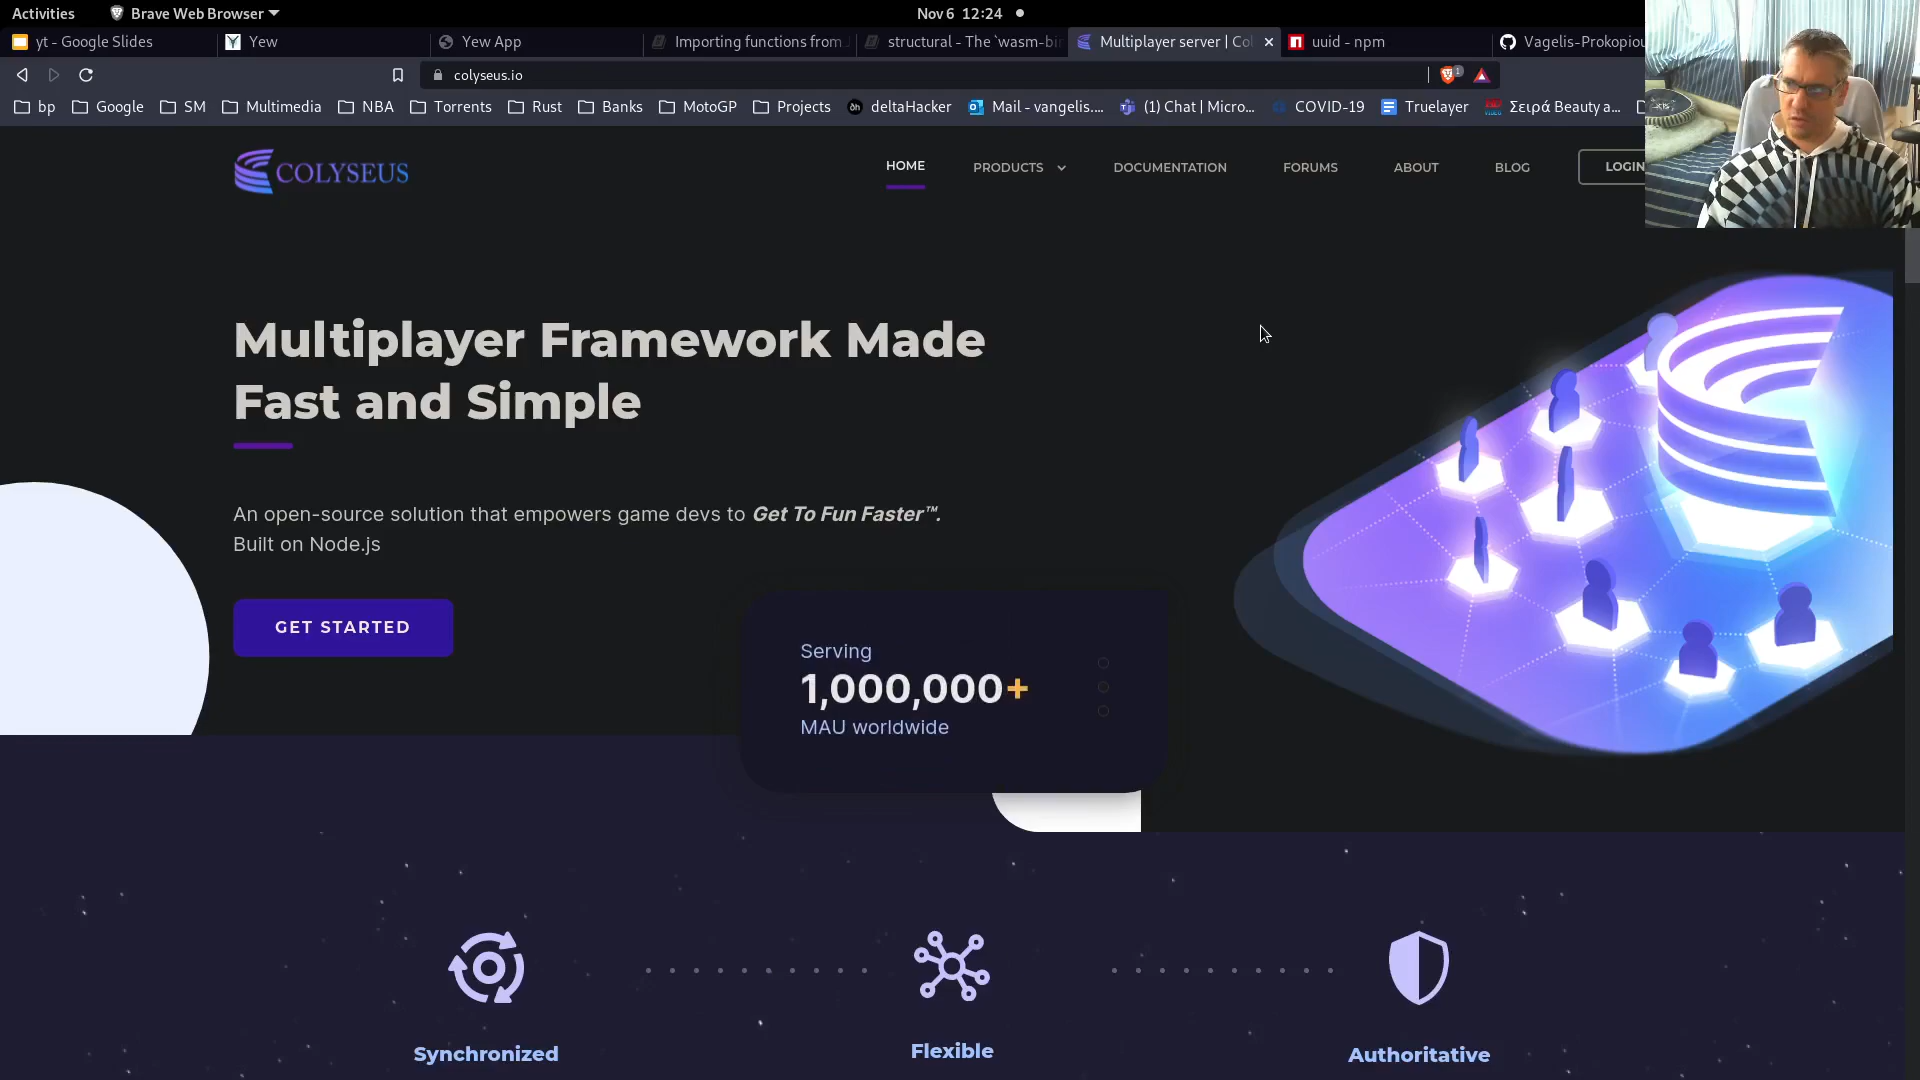 Activities
Brave Web Browser
Nov 6 12:24
yt - Google Slides
Yew
Yew App
Importing functions from
structural - The `wasm-bin
Multiplayer server | Col
uuid - npm
Vagelis-Prokopiou
colyseus.io
1
bp
Google
SM
Multimedia
NBA
Torrents
Rust
Banks
MotoGP
Projects
deltaHacker
Mail - vangelis....
(1) Chat | Micro...
COVID-19
Truelayer
Σειρά Beauty a...
COLYSEUS
HOME
PRODUCTS
DOCUMENTATION
FORUMS
ABOUT
BLOG
LOGIN
Multiplayer Framework Made
Fast and Simple
An open-source solution that empowers game devs to Get To Fun Faster™.
Built on Node.js
GET STARTED
Serving
1,000,000+
MAU worldwide
Synchronized
Flexible
Authoritative